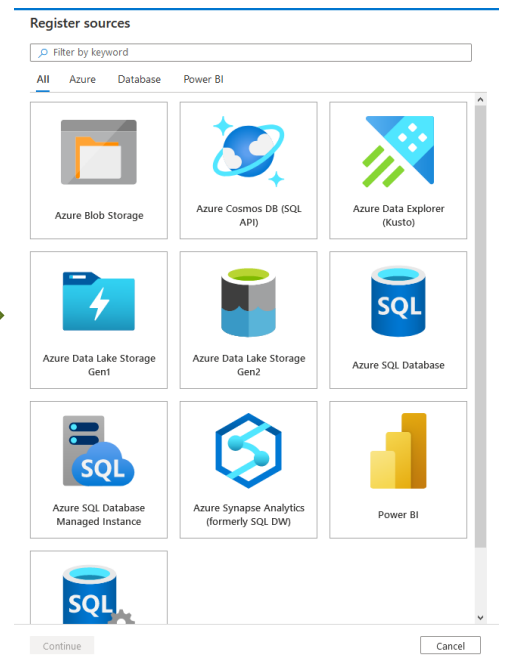 Register sources
Filter by keyword
All Azure Database Power BI
Azure Blob Storage
Azure Cosmos DB (SQL
API)
Azure Data Explorer
(Kusto)
Azure Data Lake Storage
Gen1
Azure Data Lake Storage
Gen2
SQL
Azure SQL Database
SQL
Azure SQL Database
Managed Instance
Azure Synapse Analytics
(formerly SQL DW)
Power BI
SQL
Continue
Cancel